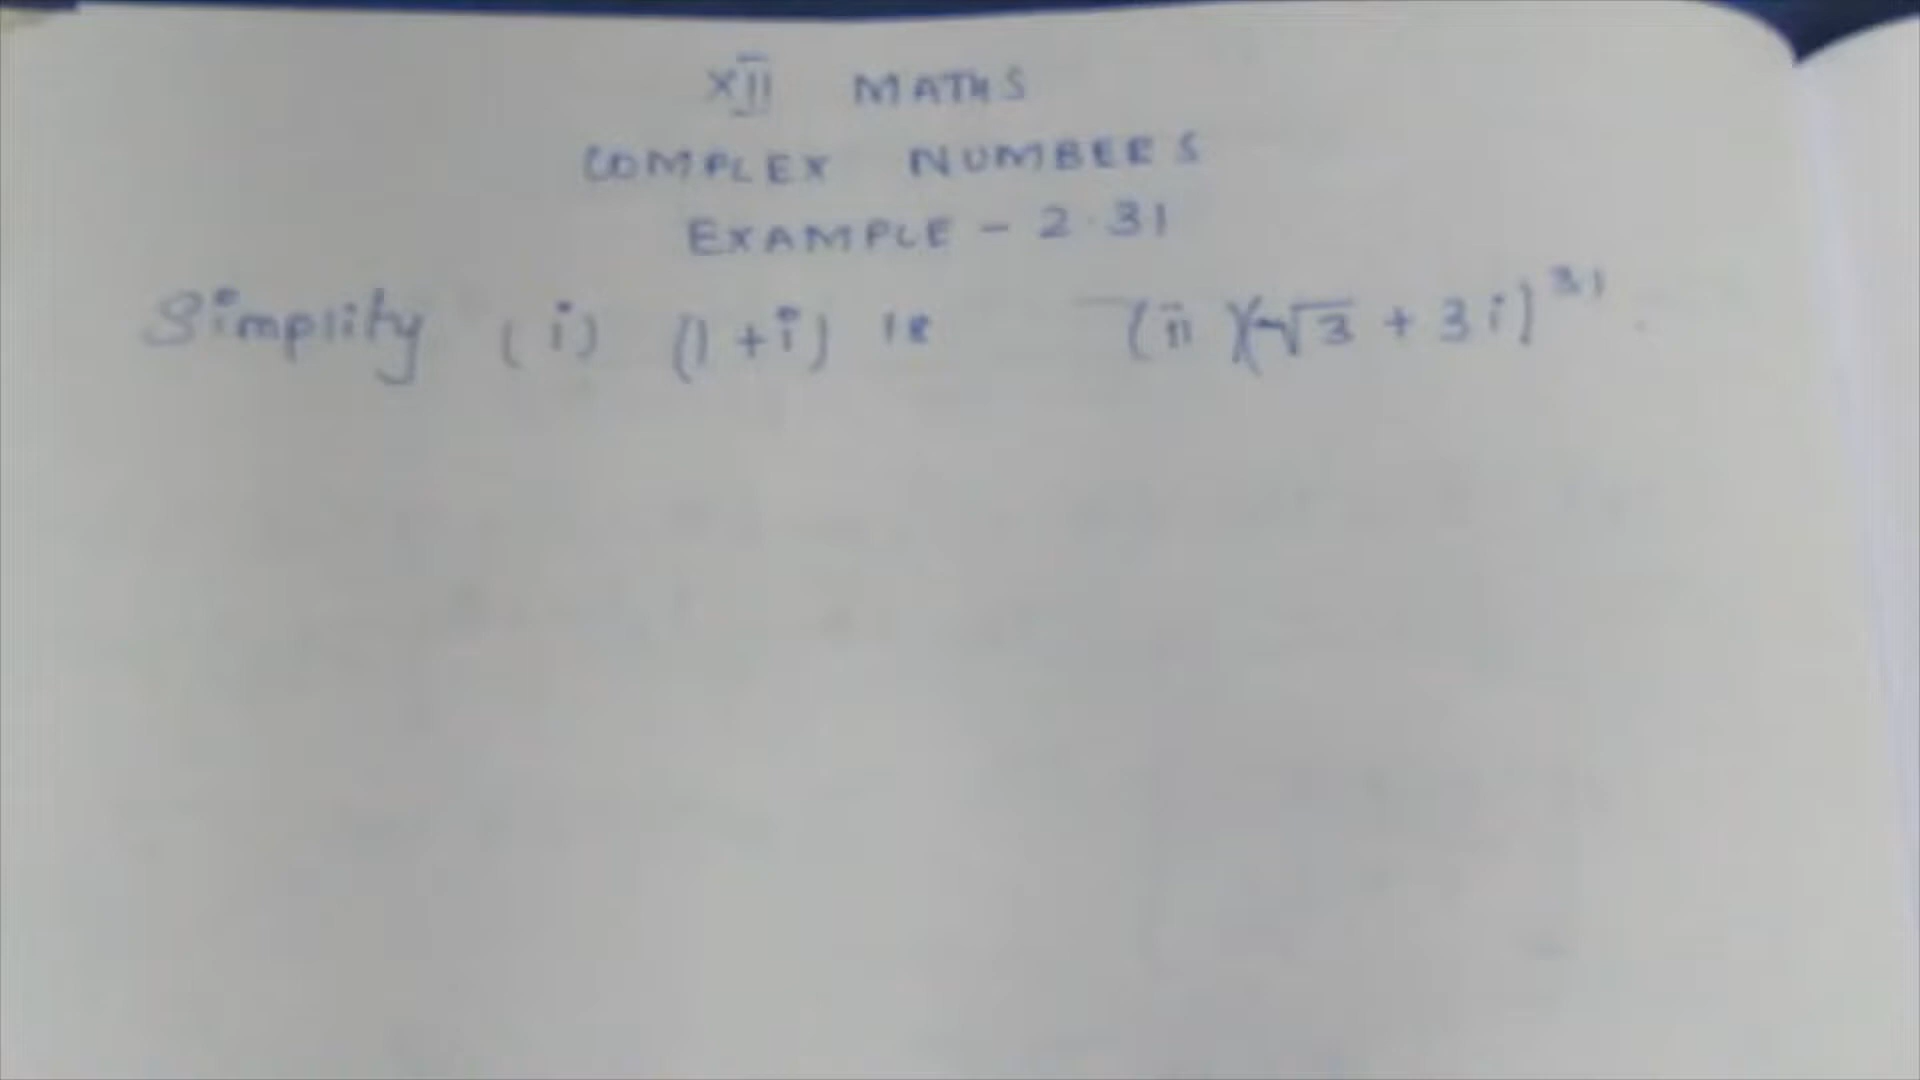 XII MATHS
COMPLEX NUMBERS
EXAMPLE - 2.31
Simplify (i) (1+i) 18 (ii) (-√3 + 3i)^31.